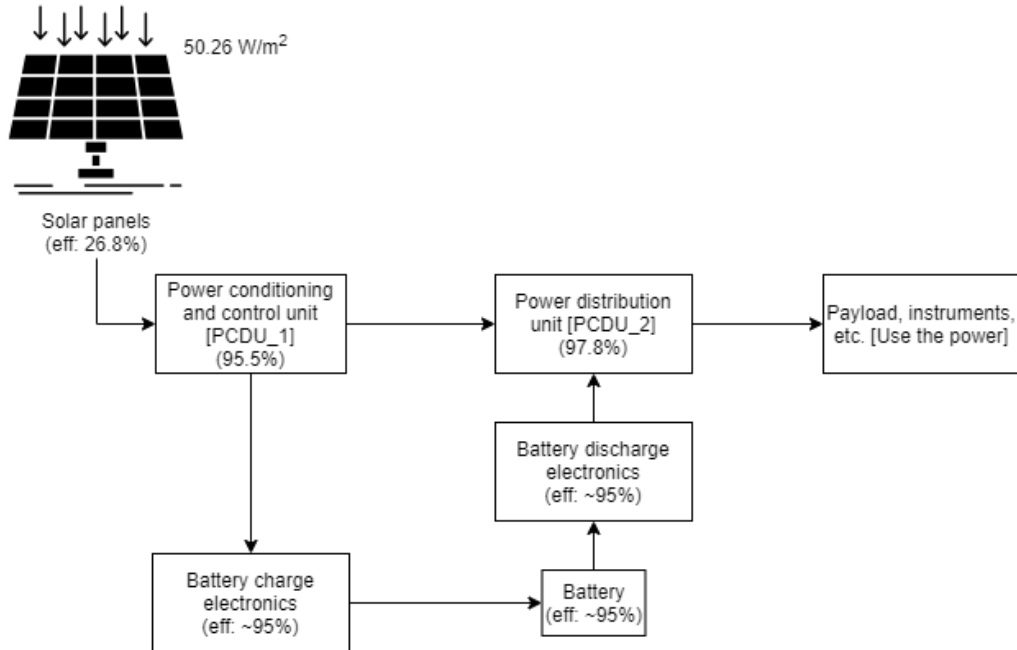 50.26 W/m²
Solar panels
(eff: 26.8%)
Power conditioning
and control unit
[PCDU_1]
(95.5%)
Power distribution
unit [PCDU_2]
(97.8%)
Payload, instruments,
etc. [Use the power]
Battery discharge
electronics
(eff: ~95%)
Battery charge
electronics
(eff: ~95%)
Battery
(eff: ~95%)